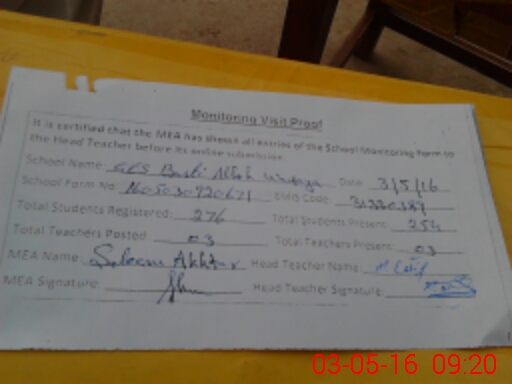 Monitoring Visit Proof
It is certified that the MEA has shown all entries of the School Monitoring form to
the Head Teacher before its online submission.
School Name: GPS Basti Allah Date: 3/5/16
School Form No: EMIS Code:
Total Students Registered: 276 Total Students Present: 254
Total Teachers Posted: 03 Total Teachers Present: 03
MEA Name: Saleem Akhtar Head Teacher Name:
MEA Signature: Head Teacher Signature:
03-05-16 09:20